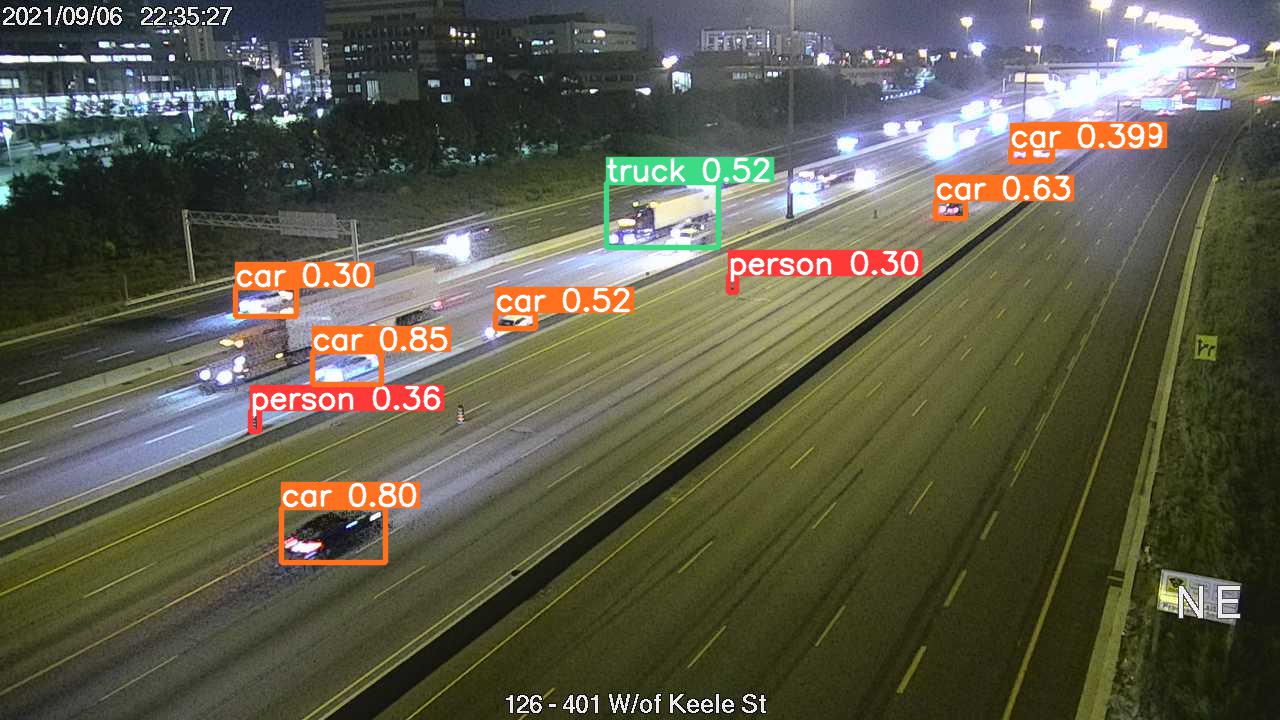 2021/09/06 22:35:27
car 0.399
truck 0.52
car 0.63
person 0.30
car 0.30
car 0.52
car 0.85
person 0.36
car 0.80
NE
126 - 401 W/of Keele St